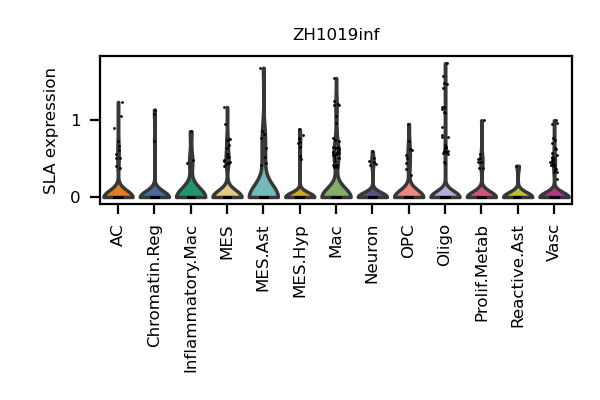 ZH1019inf
SLA expression
1
0
AC
Chromatin.Reg
Inflammatory.Mac
MES
MES.Ast
MES.Hyp
Mac
Neuron
OPC
Oligo
Prolif.Metab
Reactive.Ast
Vasc